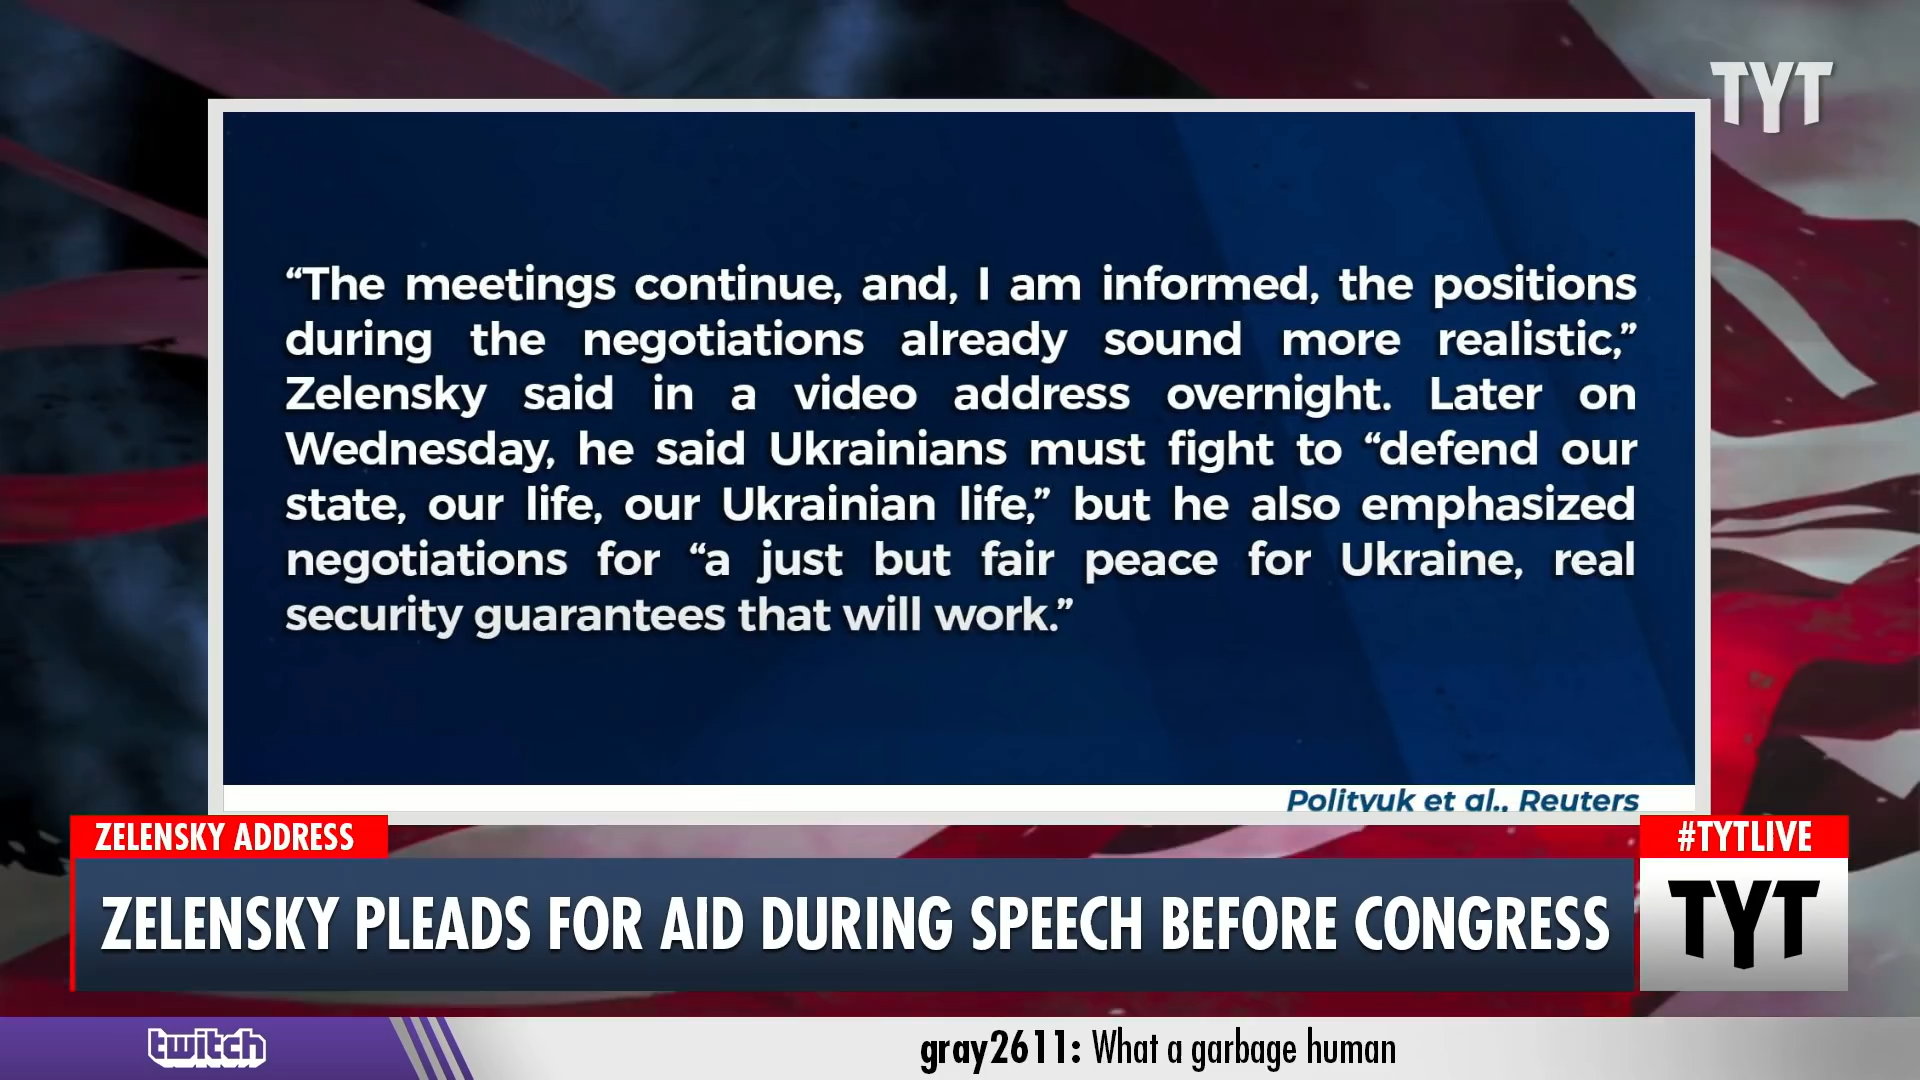 TYT
“The meetings continue, and, I am informed, the positions
during the negotiations already sound more realistic,”
Zelensky said in a video address overnight. Later on
Wednesday, he said Ukrainians must fight to “defend our
state, our life, our Ukrainian life,” but he also emphasized
negotiations for “a just but fair peace for Ukraine, real
security guarantees that will work.”
Polityuk et al., Reuters
ZELENSKY ADDRESS
#TYTLIVE
ZELENSKY PLEADS FOR AID DURING SPEECH BEFORE CONGRESS
TYT
twitch
gray2611: What a garbage human